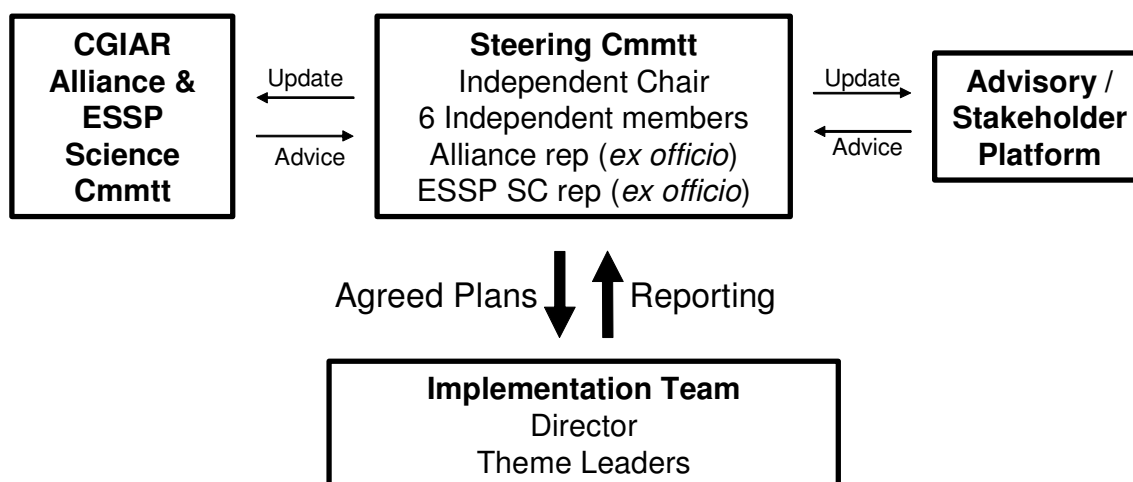 CGIAR
Alliance &
ESSP
Science
Cmmtt
Update
Advice
Steering Cmmtt
Independent Chair
6 Independent members
Alliance rep (ex officio)
ESSP SC rep (ex officio)
Update
Advice
Advisory /
Stakeholder
Platform
Agreed Plans
Reporting
Implementation Team
Director
Theme Leaders